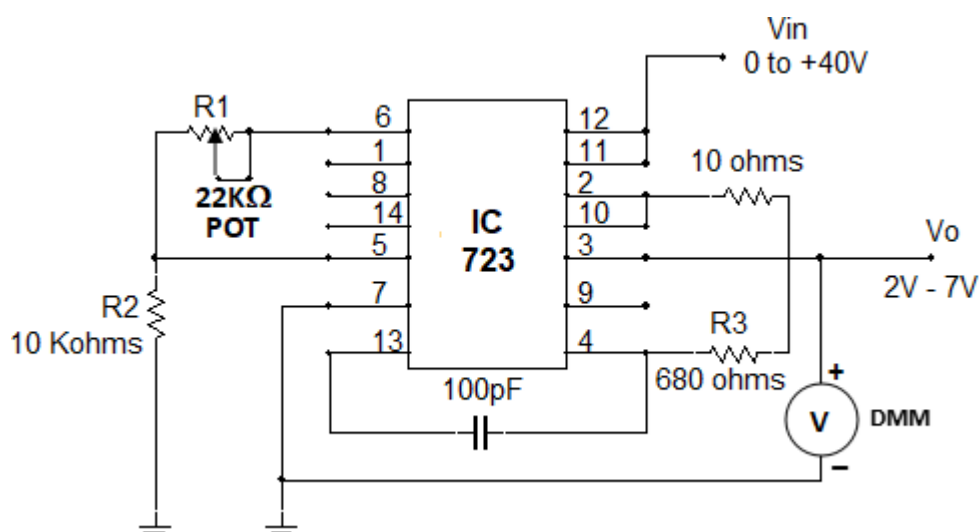 Vin
0 to +40V
R1
22KΩ
POT
6
1
8
14
5
7
13
IC
723
12
11
2
10
3
9
4
10 ohms
Vo
2V - 7V
R2
10 Kohms
R3
680 ohms
100pF
+
V
DMM
−